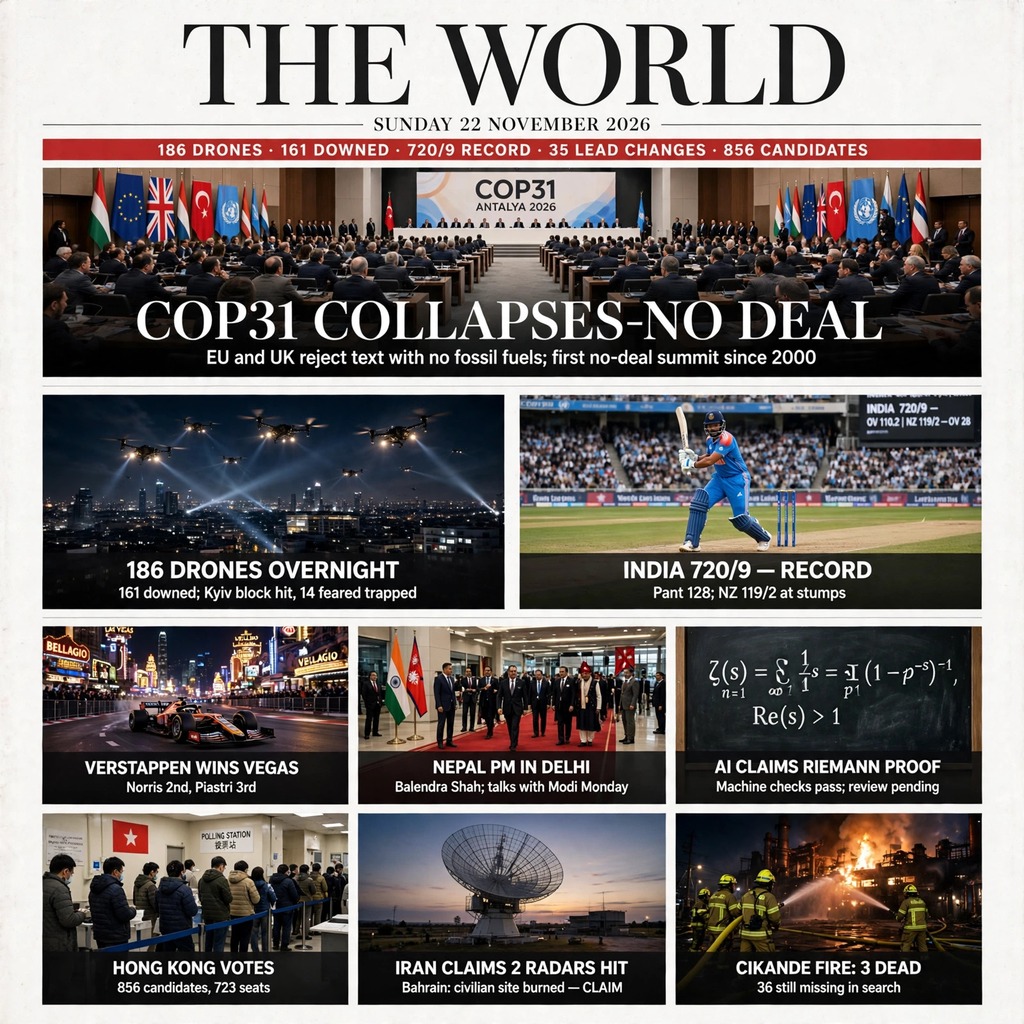 THE WORLD
SUNDAY 22 NOVEMBER 2026
186 DRONES · 161 DOWNED · 720/9 RECORD · 35 LEAD CHANGES · 856 CANDIDATES
COP31
ANTALYA 2026
COP31 COLLAPSES–NO DEAL
EU and UK reject text with no fossil fuels; first no-deal summit since 2000
186 DRONES OVERNIGHT
161 downed; Kyiv block hit, 14 feared trapped
INDIA 720/9 –
OV 110.2 | NZ 119/2 – OV 28
INDIA 720/9 — RECORD
Pant 128; NZ 119/2 at stumps
LAS VEGAS
BELLAGIO
VELLAGIO
VERSTAPPEN WINS VEGAS
Norris 2nd, Piastri 3rd
NEPAL PM IN DELHI
Balendra Shah; talks with Modi Monday
ζ(s) =
n=1
(1 – p⁻ˢ)⁻¹,
Re(s) > 1
AI CLAIMS RIEMANN PROOF
Machine checks pass; review pending
POLLING STATION
HONG KONG VOTES
856 candidates, 723 seats
IRAN CLAIMS 2 RADARS HIT
Bahrain: civilian site burned — CLAIM
CIKANDE FIRE: 3 DEAD
36 still missing in search